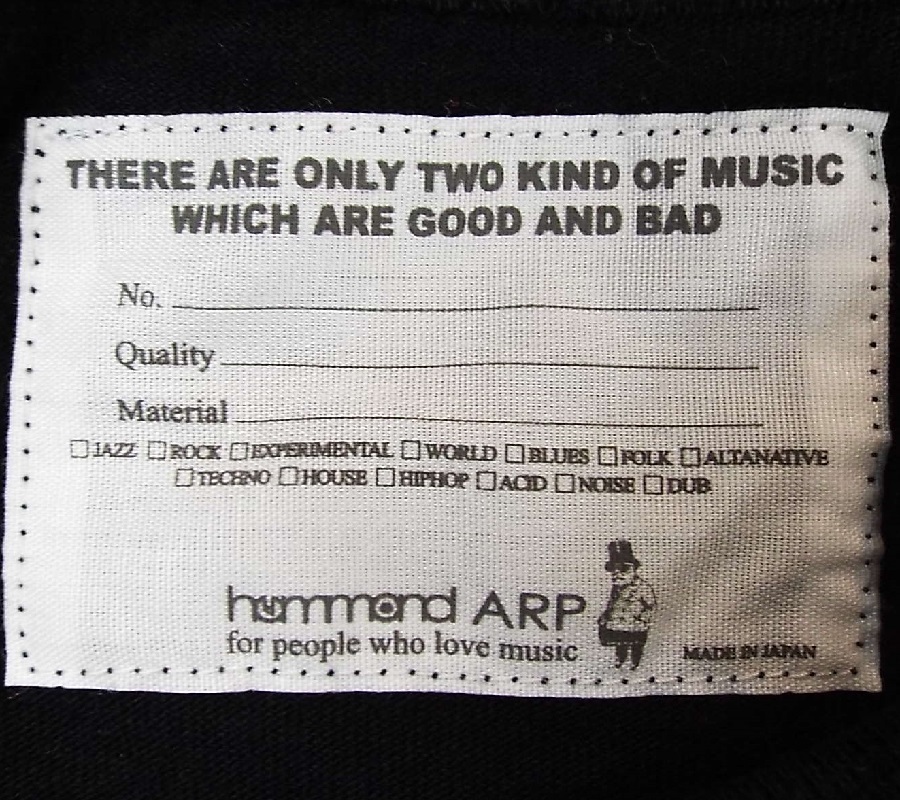 THERE ARE ONLY TWO KIND OF MUSIC
WHICH ARE GOOD AND BAD
No.
Quality
Material
JAZZ ROCK EXPERIMENTAL WORLD BLUES FOLK ALTANATIVE
TECHNO HOUSE HIPHOP ACID NOISE DUB
hammond ARP
for people who love music
MADE IN JAPAN